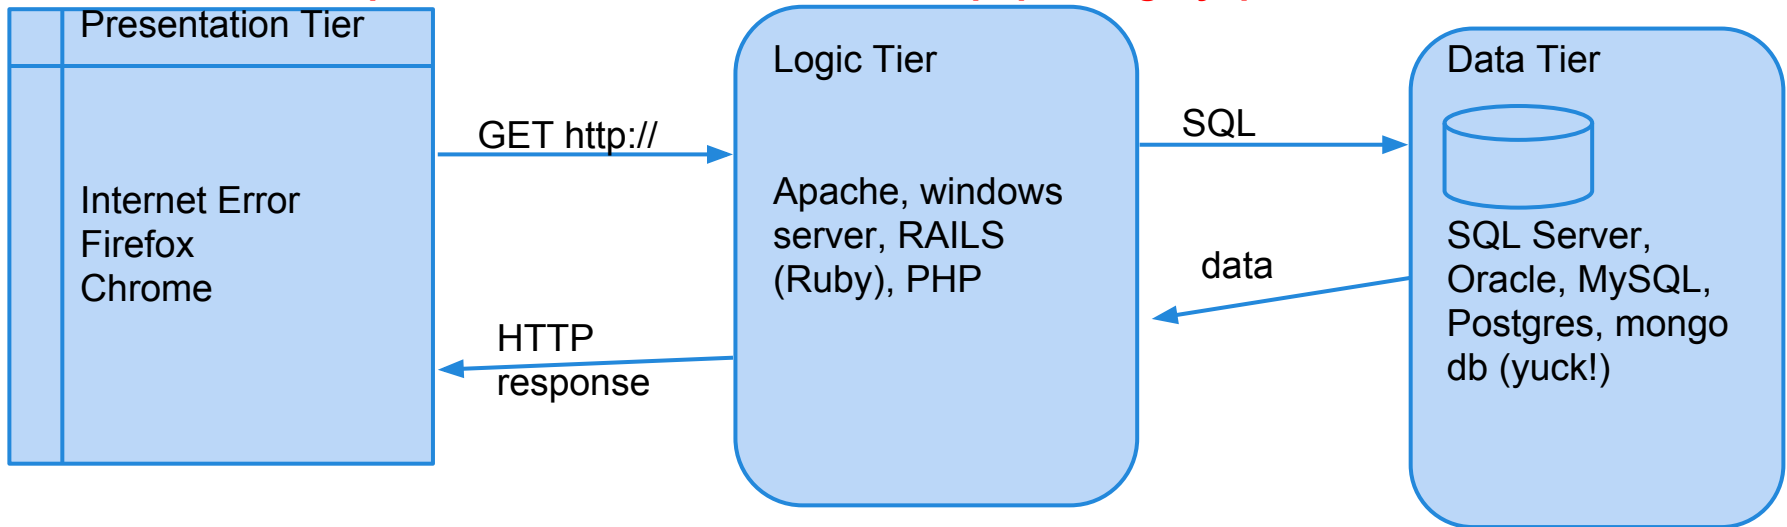 Presentation Tier
Internet Error
Firefox
Chrome
GET http://
HTTP
response
Logic Tier
Apache, windows
server, RAILS
(Ruby), PHP
SQL
data
Data Tier
SQL Server,
Oracle, MySQL,
Postgres, mongo
db (yuck!)